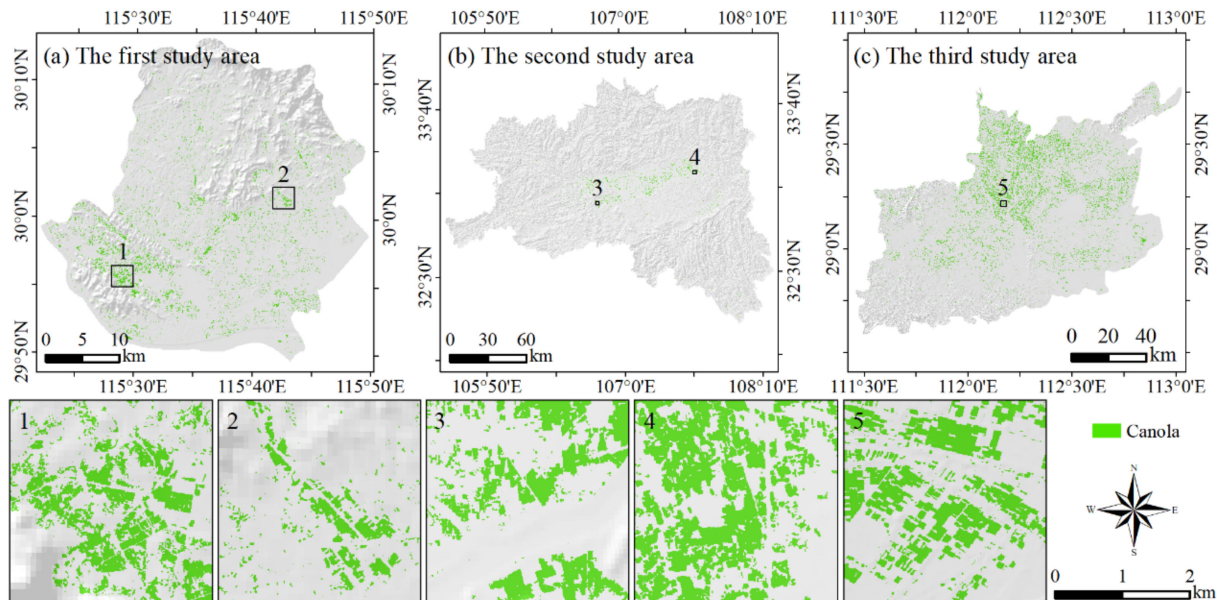 115°30'E 115°40'E 115°50'E
105°50'E 107°0'E 108°10'E
111°30'E 112°0'E 112°30'E 113°0'E
(a) The first study area
30°10'N
30°0'N
29°50'N
30°10'N
30°0'N
1
2
0 5 10
km
115°30'E 115°40'E 115°50'E
(b) The second study area
33°40'N
32°30'N
33°40'N
32°30'N
3
4
0 30 60
km
105°50'E 107°0'E 108°10'E
(c) The third study area
29°30'N
29°0'N
29°30'N
29°0'N
5
0 20 40
km
111°30'E 112°0'E 112°30'E 113°0'E
1
2
3
4
5
Canola
N
W E
S
0 1 2
km